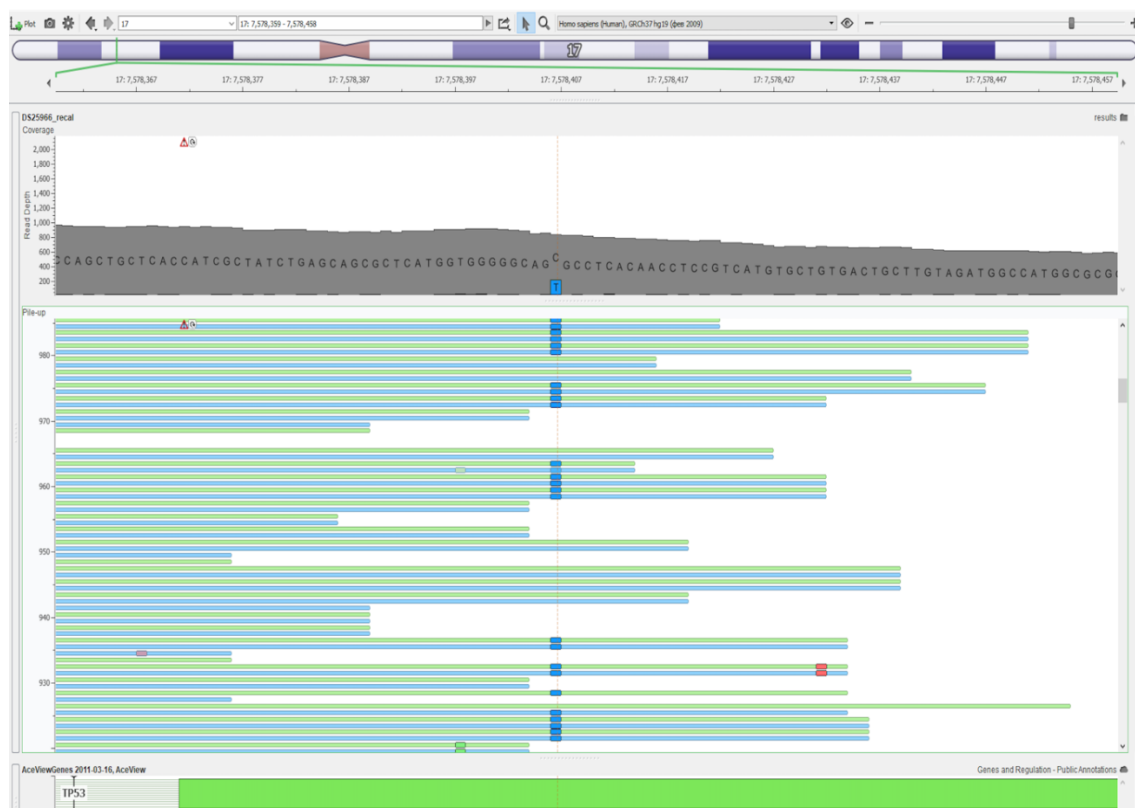 Plot
17
17: 7,578,359 - 7,578,458
Homo sapiens (Human), GRCh37 hg19 (фев 2009)
17
17: 7,578,367
17: 7,578,377
17: 7,578,387
17: 7,578,397
17: 7,578,407
17: 7,578,417
17: 7,578,427
17: 7,578,437
17: 7,578,447
17: 7,578,457
DS25966_recal
results
Coverage
2,000
1,800
1,600
1,400
1,200
1,000
800
600
400
200
Read Depth
C C A G C T G C T C A C C A T C G C T A T C T G A G C A G C G C T C A T G G T G G G G G C A G C G C C T C A C A A C C T C C G T C A T G T G C T G T G A C T G C T T G T A G A T G G C C A T G G C G C G
T
Pile-up
980
970
960
950
940
930
AceViewGenes 2011-03-16, AceView
Genes and Regulation - Public Annotations
TP53